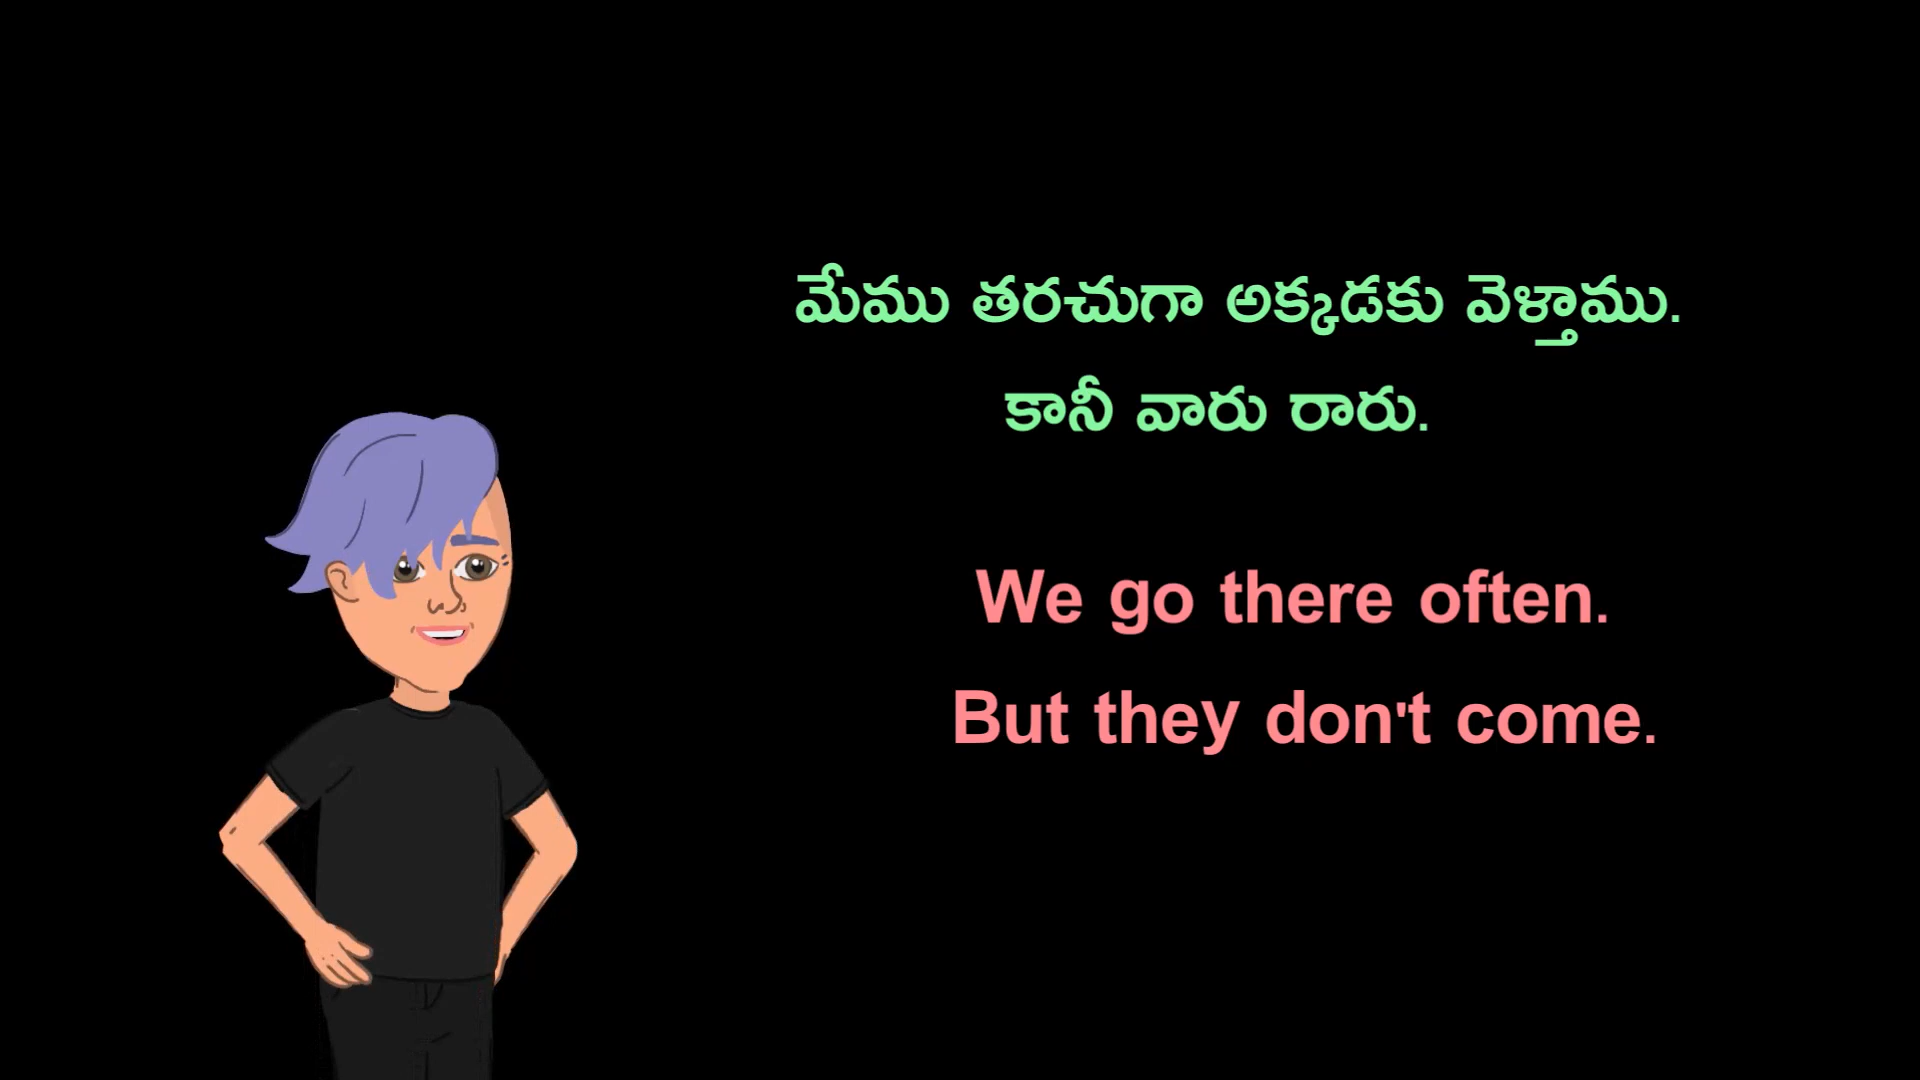 మేము తరచుగా అక్కడకు వెళ్తాము.
కానీ వారు రారు.
We go there often.
But they don't come.